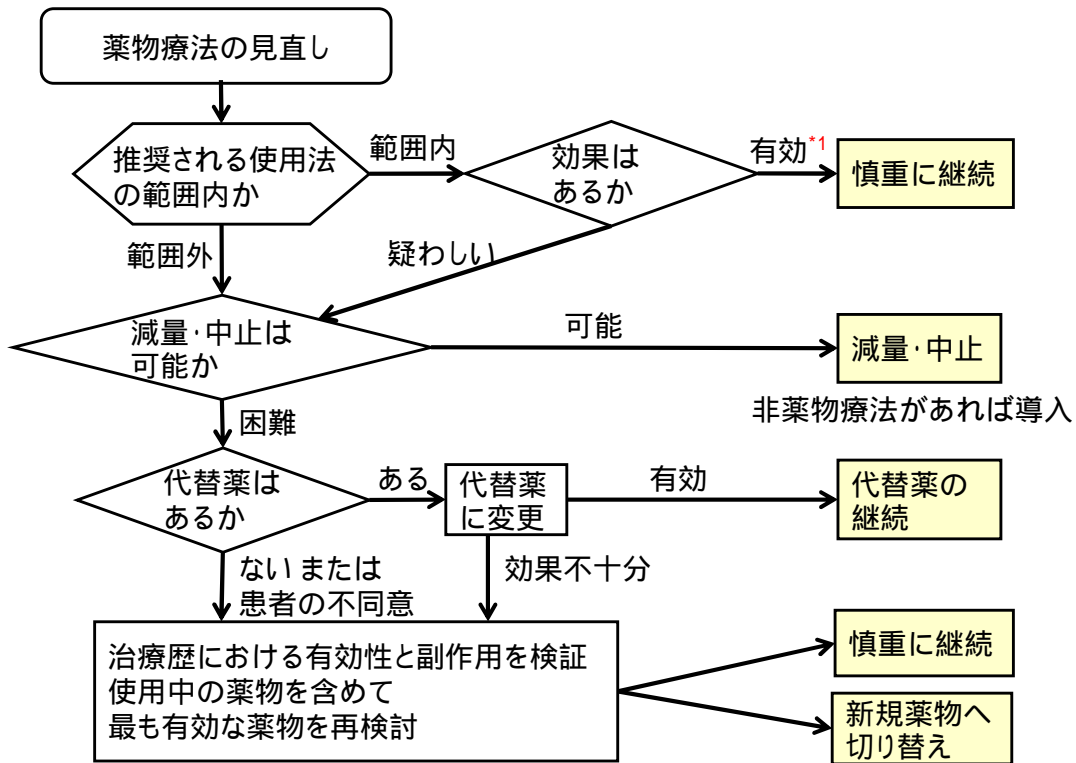 薬物療法の見直し
推奨される使用法
の範囲内か
範囲内
効果は
あるか
有効*1
慎重に継続
範囲外
疑わしい
減量・中止は
可能か
可能
減量・中止
非薬物療法があれば導入
困難
代替薬は
あるか
ある
代替薬
に変更
有効
代替薬の
継続
ない または
患者の不同意
効果不十分
治療歴における有効性と副作用を検証
使用中の薬物を含めて
最も有効な薬物を再検討
慎重に継続
新規薬物へ
切り替え